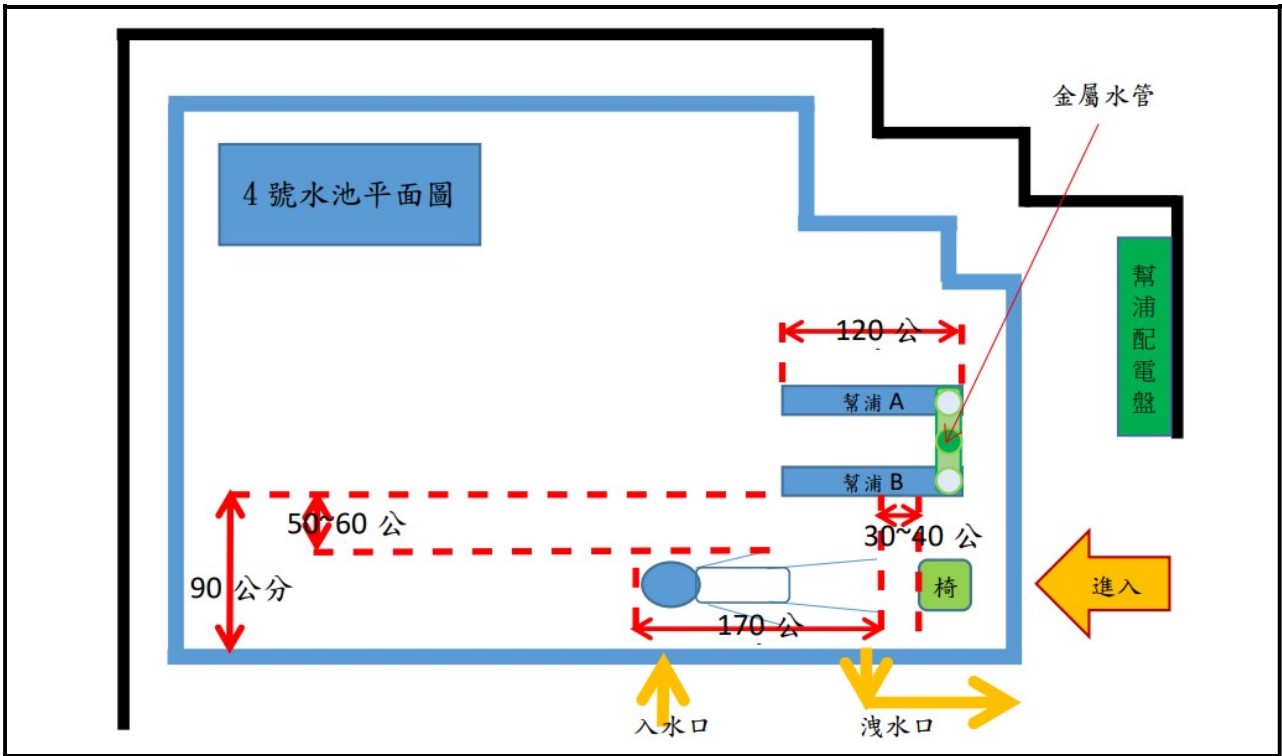 金屬水管
4 號水池平面圖
幫浦配電盤
120 公
幫浦 A
幫浦 B
50~60 公
30~40 公
90 公分
椅
進入
170 公
入水口
洩水口